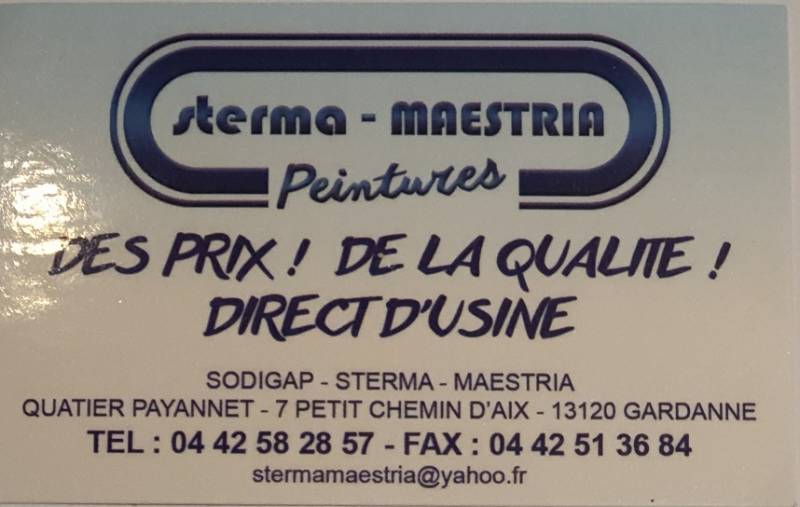 sterma - MAESTRIA
Peintures
DES PRIX ! DE LA QUALITE !
DIRECT D'USINE
SODIGAP - STERMA - MAESTRIA
QUATIER PAYANNET - 7 PETIT CHEMIN D'AIX - 13120 GARDANNE
TEL : 04 42 58 28 57 - FAX : 04 42 51 36 84
stermamaestria@yahoo.fr